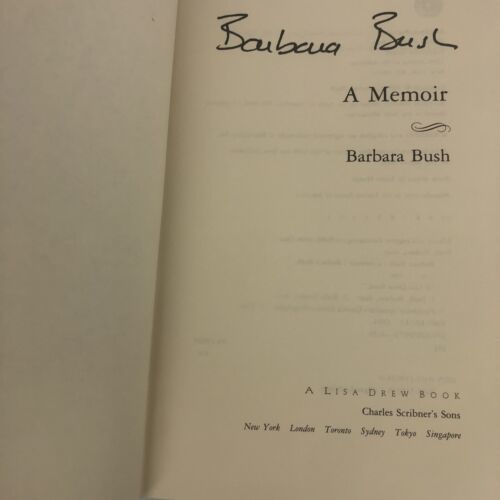 Barbara Bush
A Memoir
Barbara Bush
A LISA DREW BOOK
Charles Scribner's Sons
New York London Toronto Sydney Tokyo Singapore